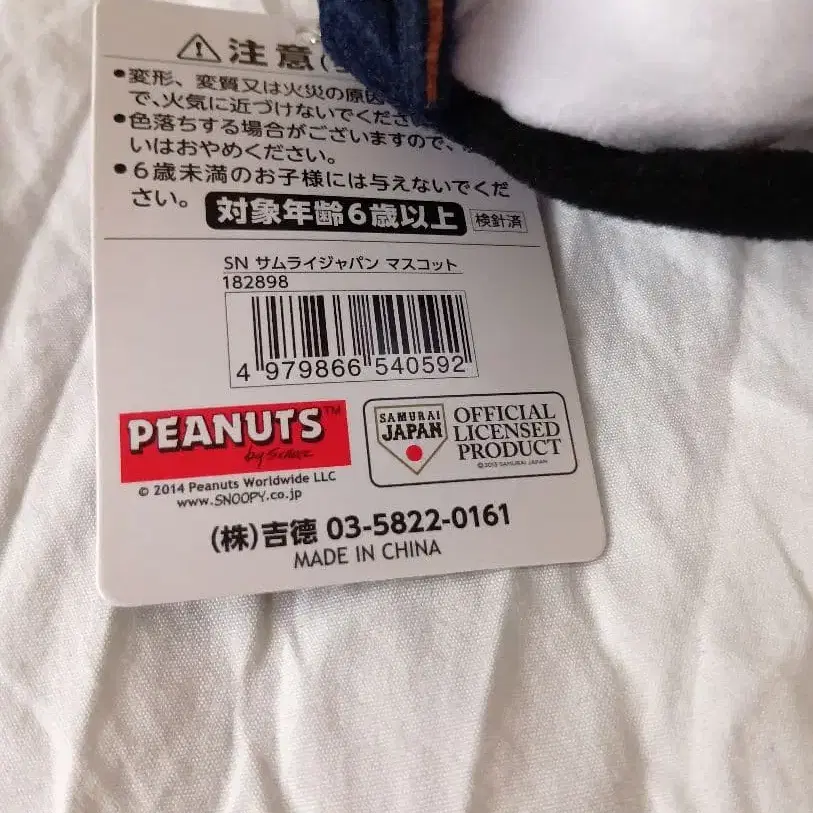 注意(
•変形、変質又は火災の原因
で、火気に近づけないでくださ
•色落ちする場合がございますので、
いはおやめください。
•6歳未満のお子様には与えないでくだ
さい。 対象年齢6歳以上 検針済
SN サムライジャパン マスコット
182898
4 979866 540592
PEANUTS™
by Schulz
© 2014 Peanuts Worldwide LLC
www.SNOOPY.co.jp
SAMURAI
JAPAN
OFFICIAL
LICENSED
PRODUCT
©2013 SAMURAI JAPAN
(株)吉德 03-5822-0161
MADE IN CHINA